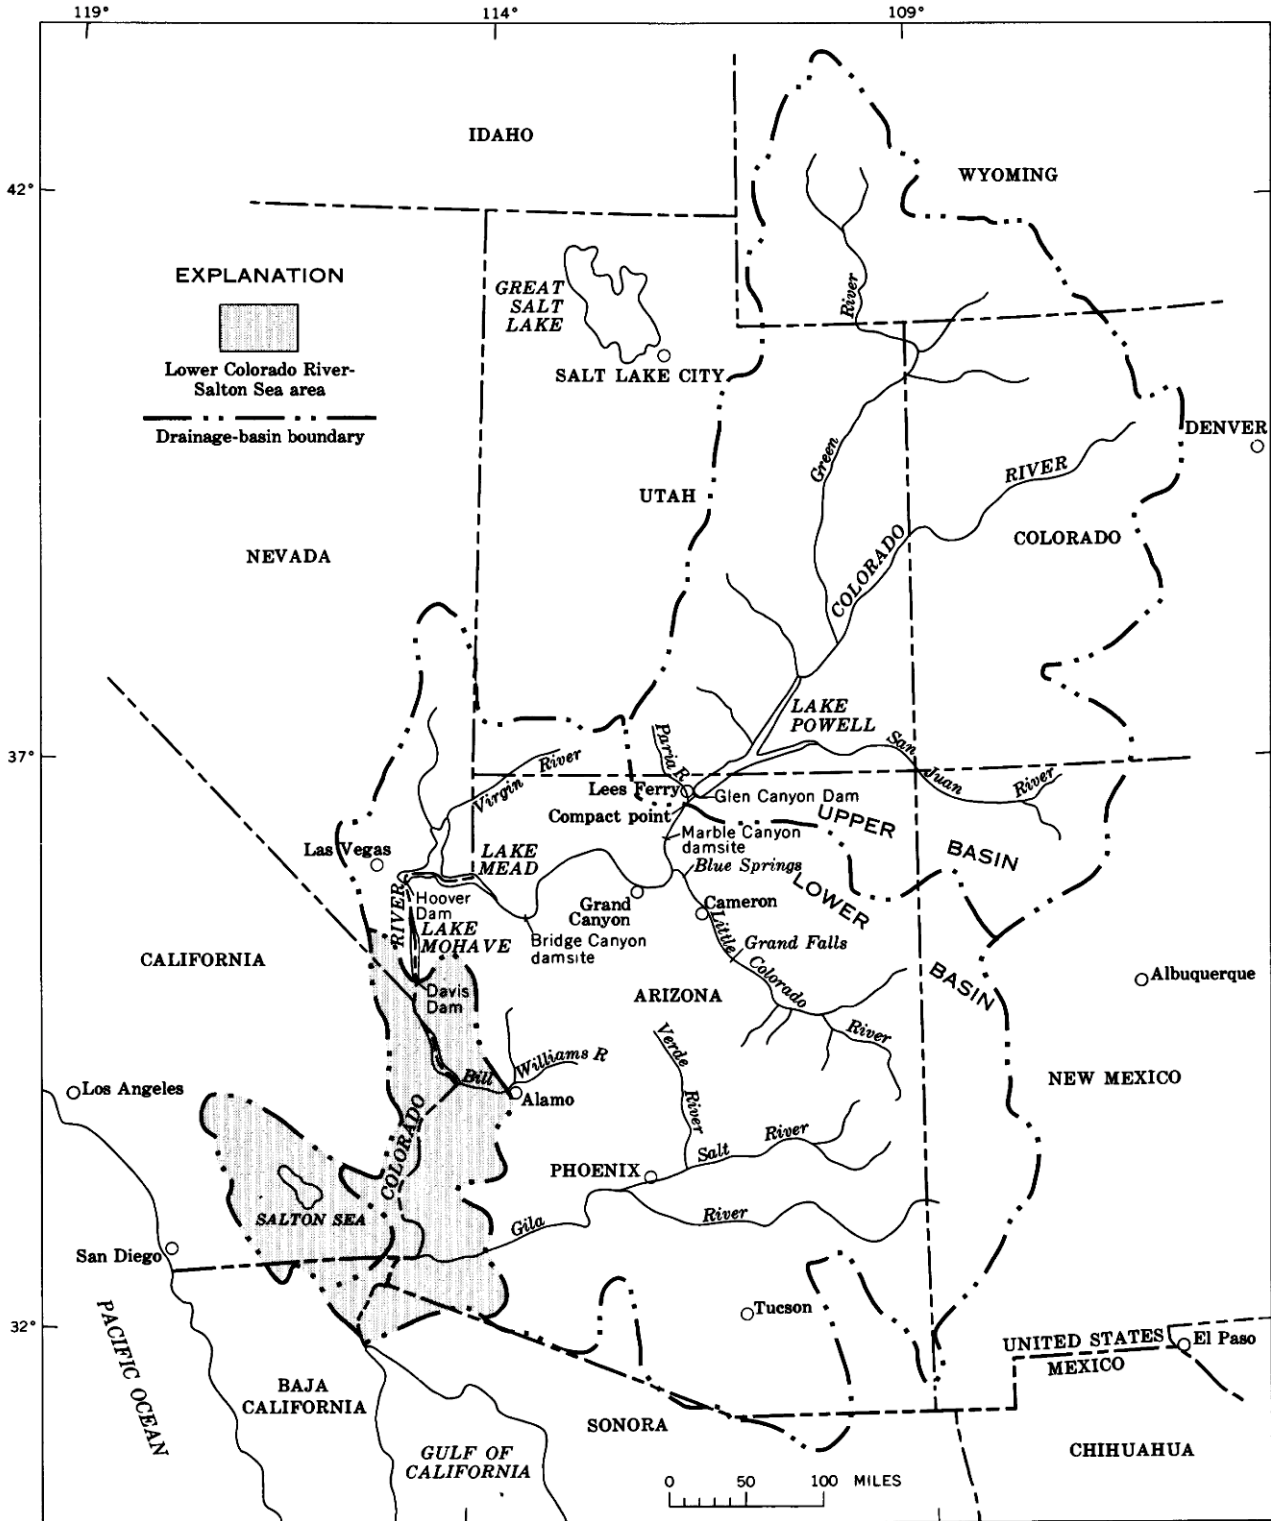 119°
114°
109°
IDAHO
WYOMING
42°
EXPLANATION
Lower Colorado River-
Salton Sea area
Drainage-basin boundary
GREAT
SALT
LAKE
SALT LAKE CITY
River
DENVER
Green
RIVER
UTAH
COLORADO
NEVADA
COLORADO
LAKE
POWELL
37°
Paria R
San
Juan
River
Virgin River
Lees Ferry
Glen Canyon Dam
Compact point
UPPER
BASIN
Marble Canyon
damsite
Las Vegas
LAKE
MEAD
Blue Springs
LOWER
BASIN
RIVER
Hoover
Dam
Grand
Canyon
Cameron
LAKE
MOHAVE
Bridge Canyon
damsite
Little
Colorado
River
Grand Falls
CALIFORNIA
Davis
Dam
ARIZONA
Albuquerque
Verde
River
Bill
Williams R
Alamo
NEW MEXICO
Los Angeles
COLORADO
Salt
River
PHOENIX
SALTON SEA
Gila
River
San Diego
PACIFIC OCEAN
Tucson
32°
UNITED STATES
MEXICO
El Paso
BAJA
CALIFORNIA
SONORA
GULF OF
CALIFORNIA
CHIHUAHUA
0 50 100 MILES